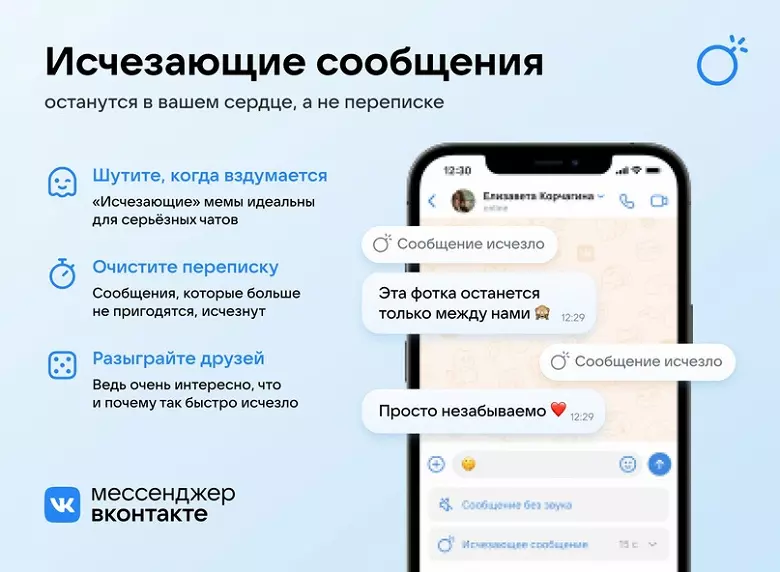 Исчезающие сообщения
останутся в вашем сердце, а не переписке
Шутите, когда вздумается
«Исчезающие» мемы идеальны
для серьёзных чатов
Очистите переписку
Сообщения, которые больше
не пригодятся, исчезнут
Разыграйте друзей
Ведь очень интересно, что
и почему так быстро исчезло
VK
мессенджер
вконтакте
12:30
Елизавета Корчагина
online
Сообщение исчезло
Эта фотка останется
только между нами 🙈
12:29
Сообщение исчезло
Просто незабываемо ❤️
12:29
Сообщение без звука
Исчезающее сообщение
15 с